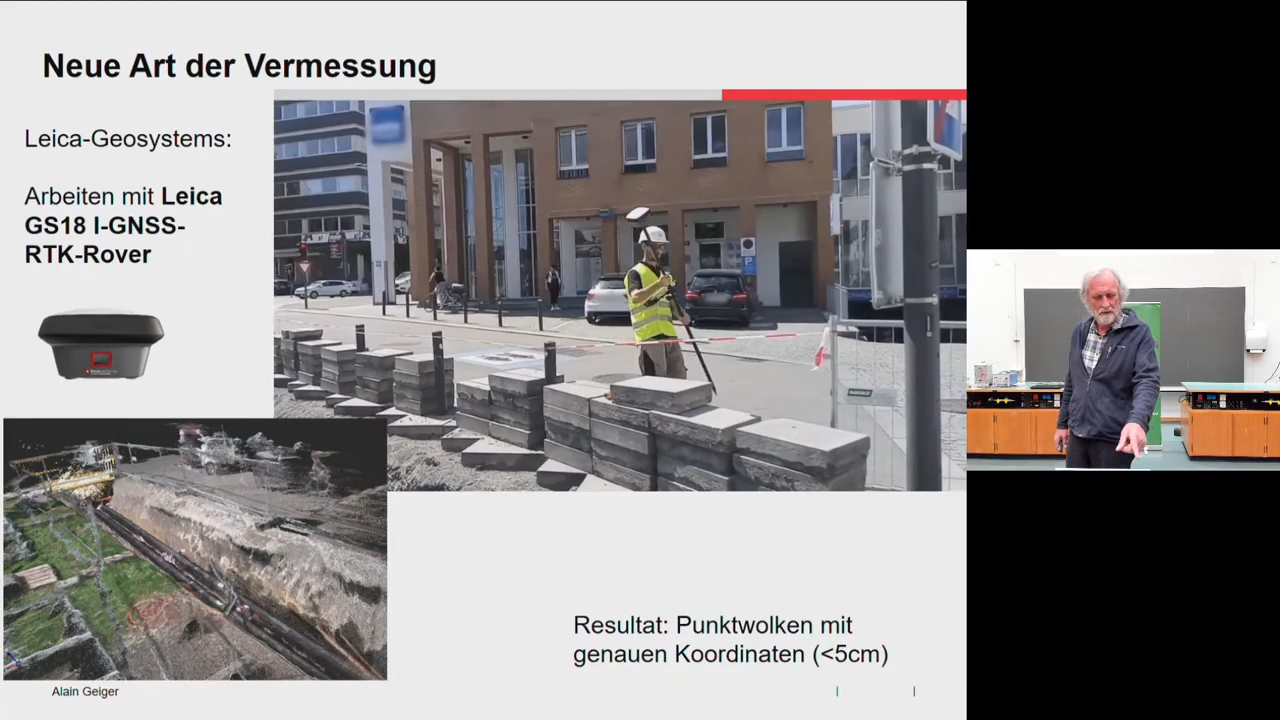 Neue Art der Vermessung
Leica-Geosystems:
Arbeiten mit Leica
GS18 I-GNSS-
RTK-Rover
P
Resultat: Punktwolken mit
genauen Koordinaten (<5cm)
Alain Geiger